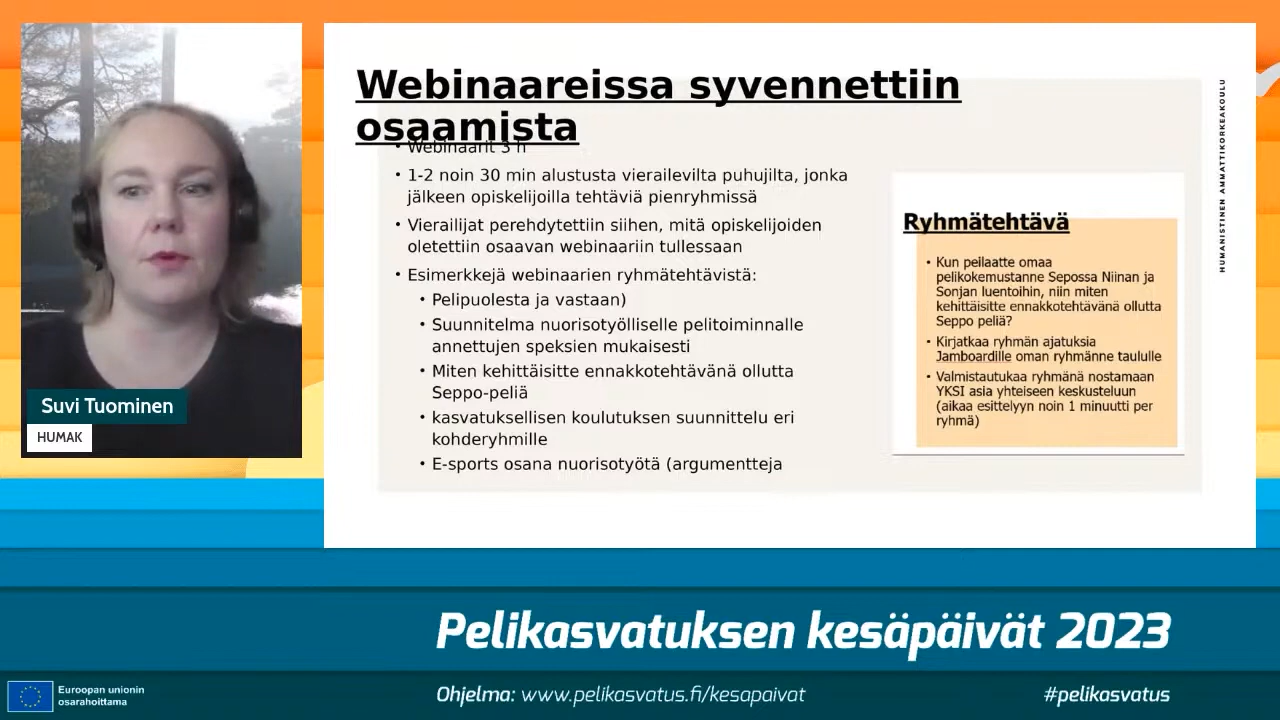 Webinaareissa syvennettiin
osaamista
• Webinaarit 3 h
• 1-2 noin 30 min alustusta vierailevilta puhujilta, jonka
jälkeen opiskelijoilla tehtäviä pienryhmissä
• Vierailijat perehdytettiin siihen, mitä opiskelijoiden
oletettiin osaavan webinaariin tullessaan
• Esimerkkejä webinaarien ryhmätehtävistä:
• Pelipuolesta ja vastaan)
• Suunnitelma nuorisotyölliselle pelitoiminnalle
annettujen speksien mukaisesti
• Miten kehittäisitte ennakkotehtävänä ollutta
Seppo-peliä
• kasvatuksellisen koulutuksen suunnittelu eri
kohderyhmille
• E-sports osana nuorisotyötä (argumentteja
Ryhmätehtävä
• Kun peilaatte omaa
pelikokemustanne Sepossa Niinan ja
Sonjan luentoihin, niin miten
kehittäisitte ennakkotehtävänä ollutta
Seppo peliä?
• Kirjatkaa ryhmän ajatuksia
Jamboardille oman ryhmänne taululle
• Valmistautukaa ryhmänä nostamaan
YKSI asia yhteiseen keskusteluun
(aikaa esittelyyn noin 1 minuutti per
ryhmä)
HUMANISTINEN AMMATTIKORKEAKOULU
Suvi Tuominen
HUMAK
Pelikasvatuksen kesäpäivät 2023
Euroopan unionin
osarahoittama
Ohjelma: www.pelikasvatus.fi/kesapaivat
#pelikasvatus